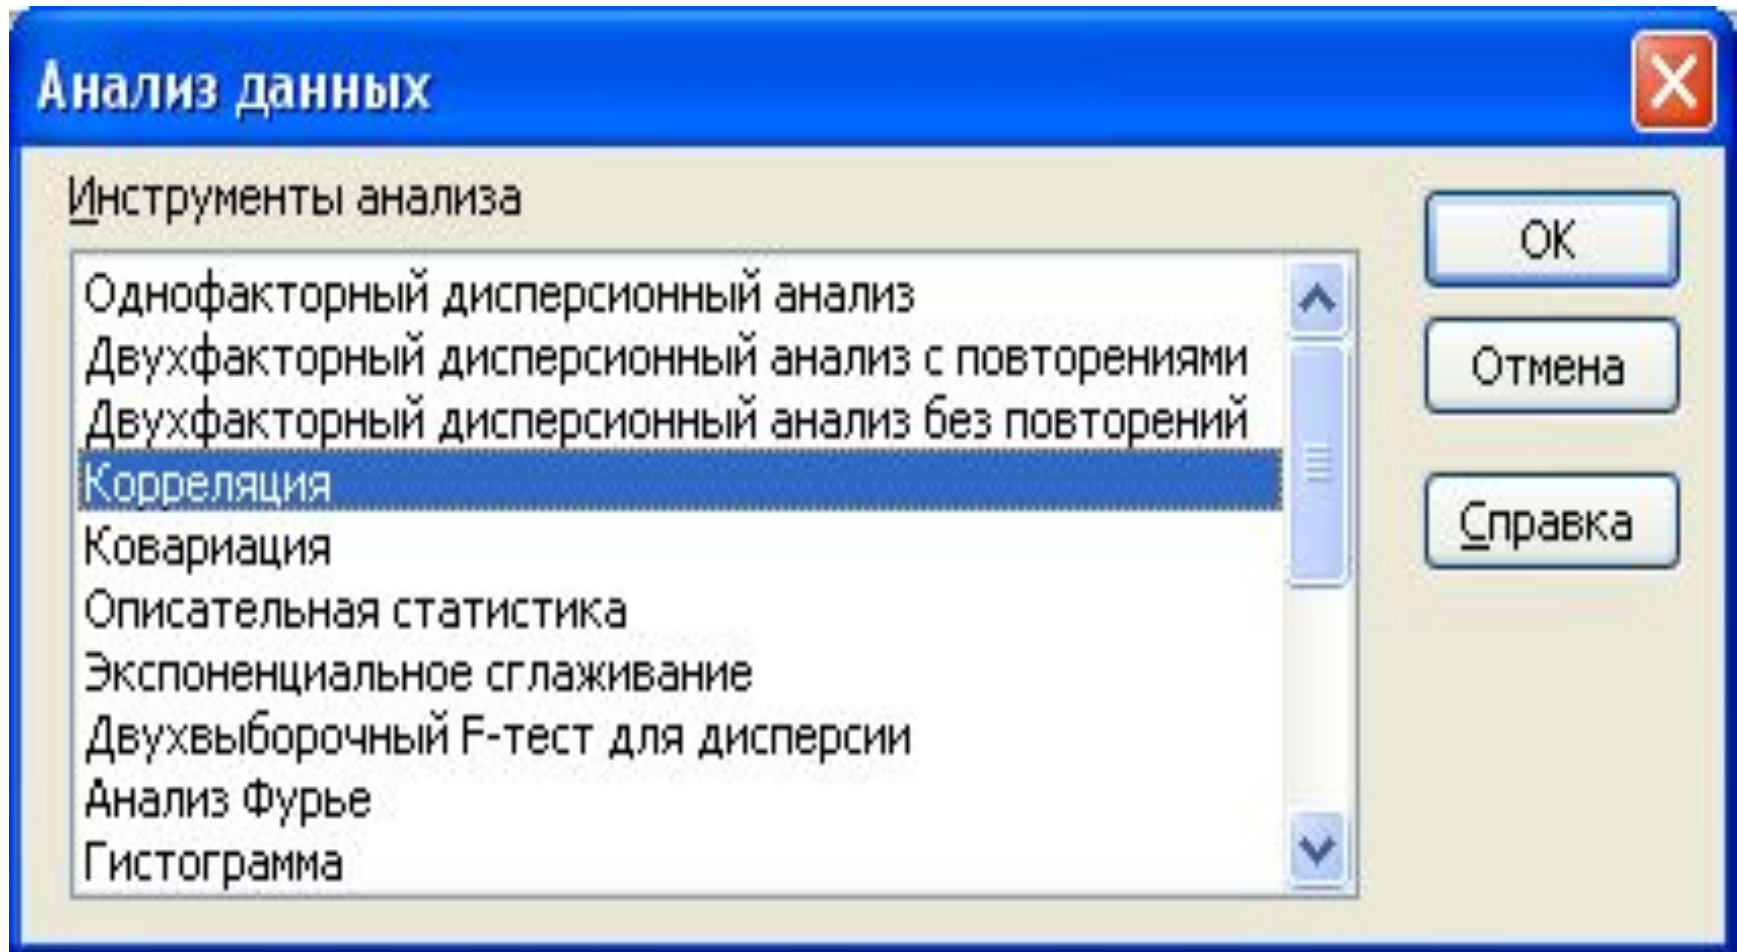 Анализ данных
Инструменты анализа
Однофакторный дисперсионный анализ
Двухфакторный дисперсионный анализ с повторениями
Двухфакторный дисперсионный анализ без повторений
Корреляция
Ковариация
Описательная статистика
Экспоненциальное сглаживание
Двухвыборочный F-тест для дисперсии
Анализ Фурье
Гистограмма
ОК
Отмена
Справка